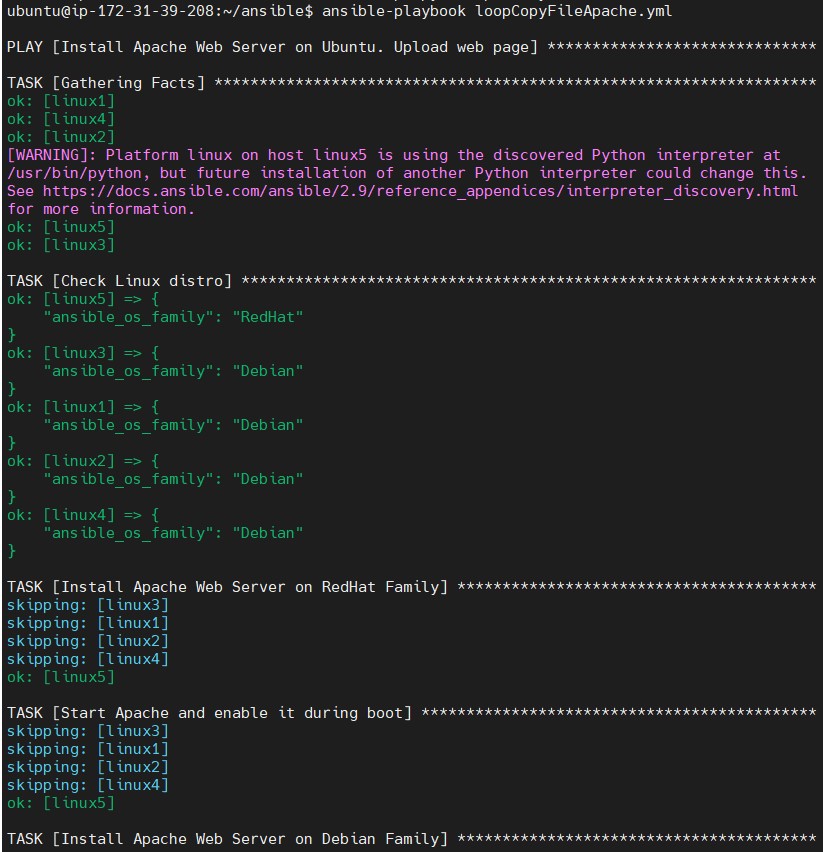 ubuntu@ip-172-31-39-208:~/ansible$ ansible-playbook loopCopyFileApache.yml
PLAY [Install Apache Web Server on Ubuntu. Upload web page] ******************************
TASK [Gathering Facts] *******************************************************************
ok: [linux1]
ok: [linux4]
ok: [linux2]
[WARNING]: Platform linux on host linux5 is using the discovered Python interpreter at
/usr/bin/python, but future installation of another Python interpreter could change this.
See https://docs.ansible.com/ansible/2.9/reference_appendices/interpreter_discovery.html
for more information.
ok: [linux5]
ok: [linux3]
TASK [Check Linux distro] ****************************************************************
ok: [linux5] => {
    "ansible_os_family": "RedHat"
}
ok: [linux3] => {
    "ansible_os_family": "Debian"
}
ok: [linux1] => {
    "ansible_os_family": "Debian"
}
ok: [linux2] => {
    "ansible_os_family": "Debian"
}
ok: [linux4] => {
    "ansible_os_family": "Debian"
}
TASK [Install Apache Web Server on RedHat Family] ****************************************
skipping: [linux3]
skipping: [linux1]
skipping: [linux2]
skipping: [linux4]
ok: [linux5]
TASK [Start Apache and enable it during boot] ********************************************
skipping: [linux3]
skipping: [linux1]
skipping: [linux2]
skipping: [linux4]
ok: [linux5]
TASK [Install Apache Web Server on Debian Family] ****************************************